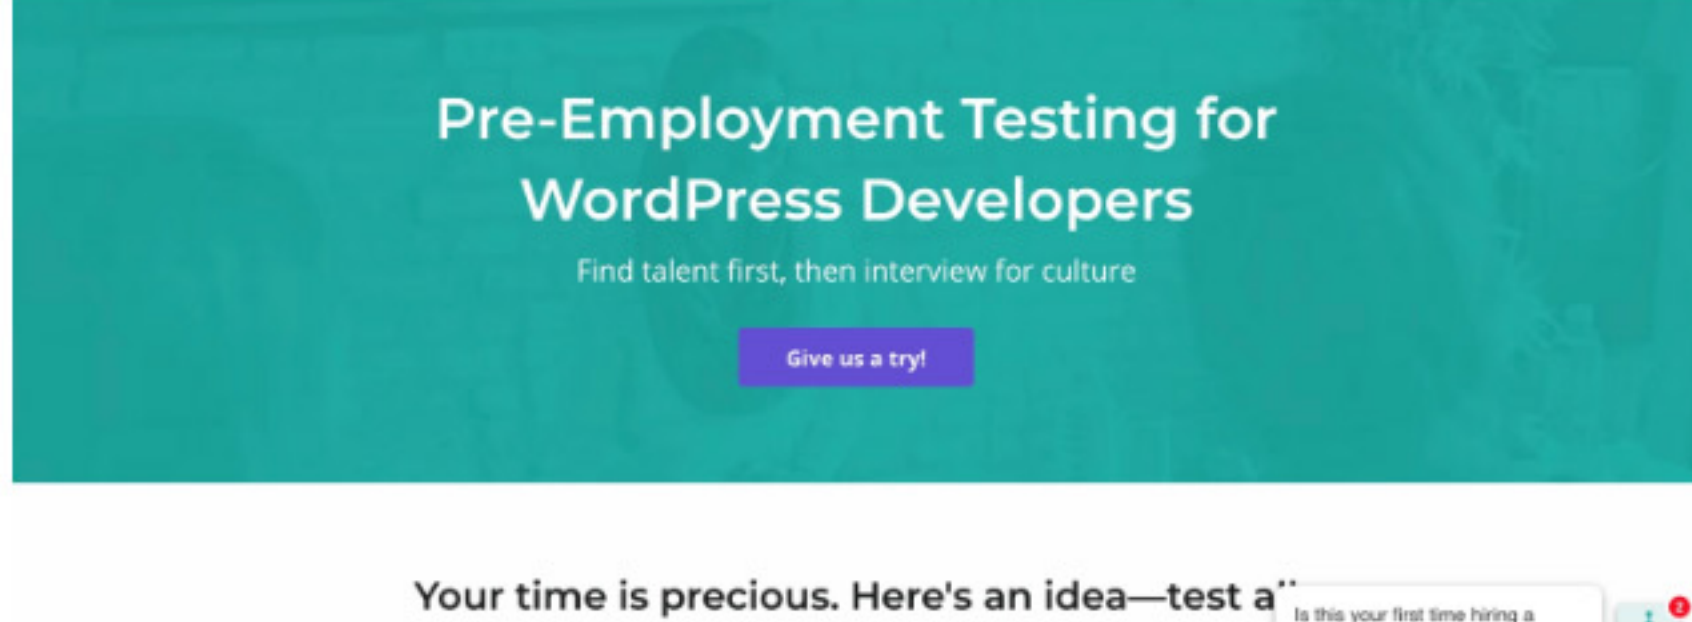 Pre-Employment Testing for
WordPress Developers
Find talent first, then interview for culture
Give us a try!
Your time is precious. Here's an idea—test
Is this your first time hiring a
2